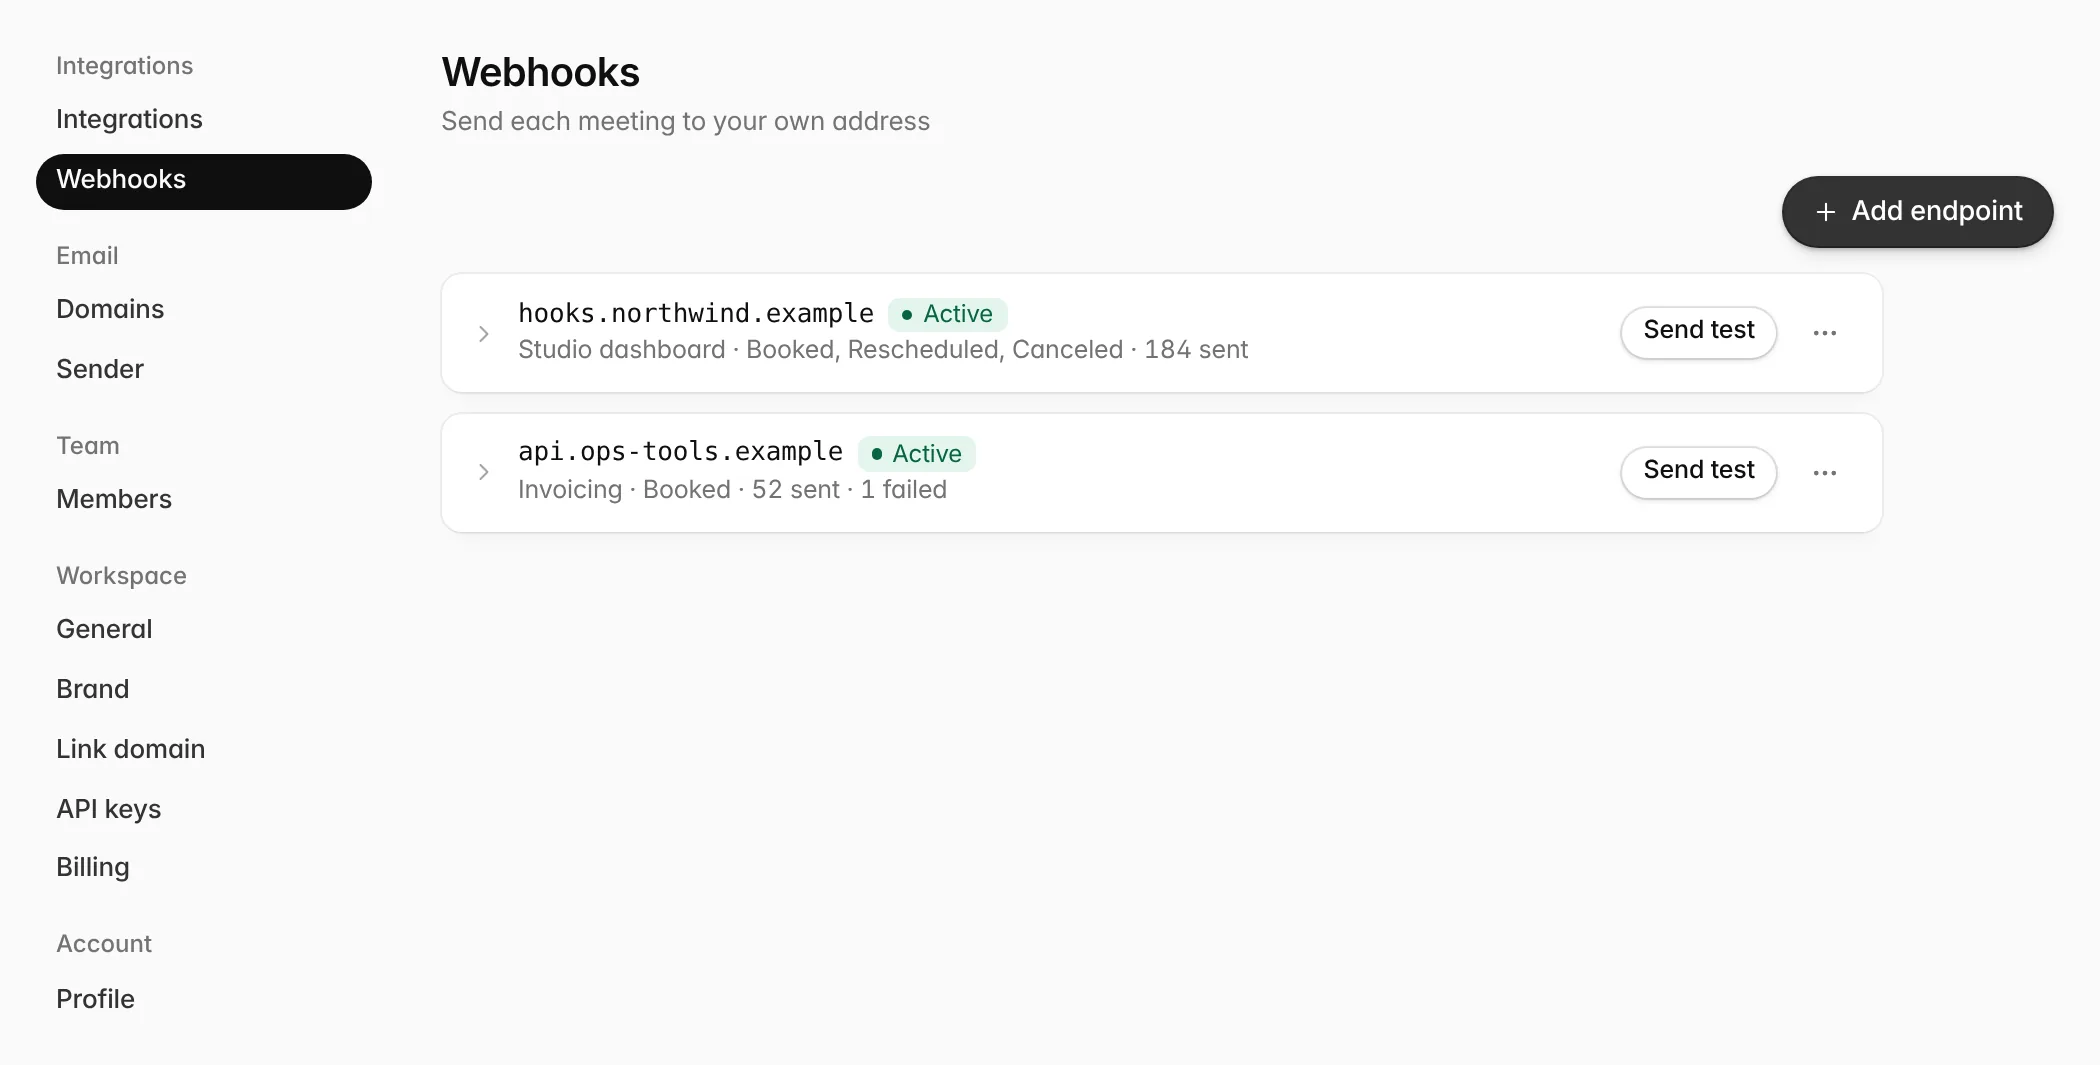 Integrations
Integrations
Webhooks
Email
Domains
Sender
Team
Members
Workspace
General
Brand
Link domain
API keys
Billing
Account
Profile
Webhooks
Send each meeting to your own address
+ Add endpoint
hooks.northwind.example • Active
Studio dashboard · Booked, Rescheduled, Canceled · 184 sent
Send test
api.ops-tools.example • Active
Invoicing · Booked · 52 sent · 1 failed
Send test